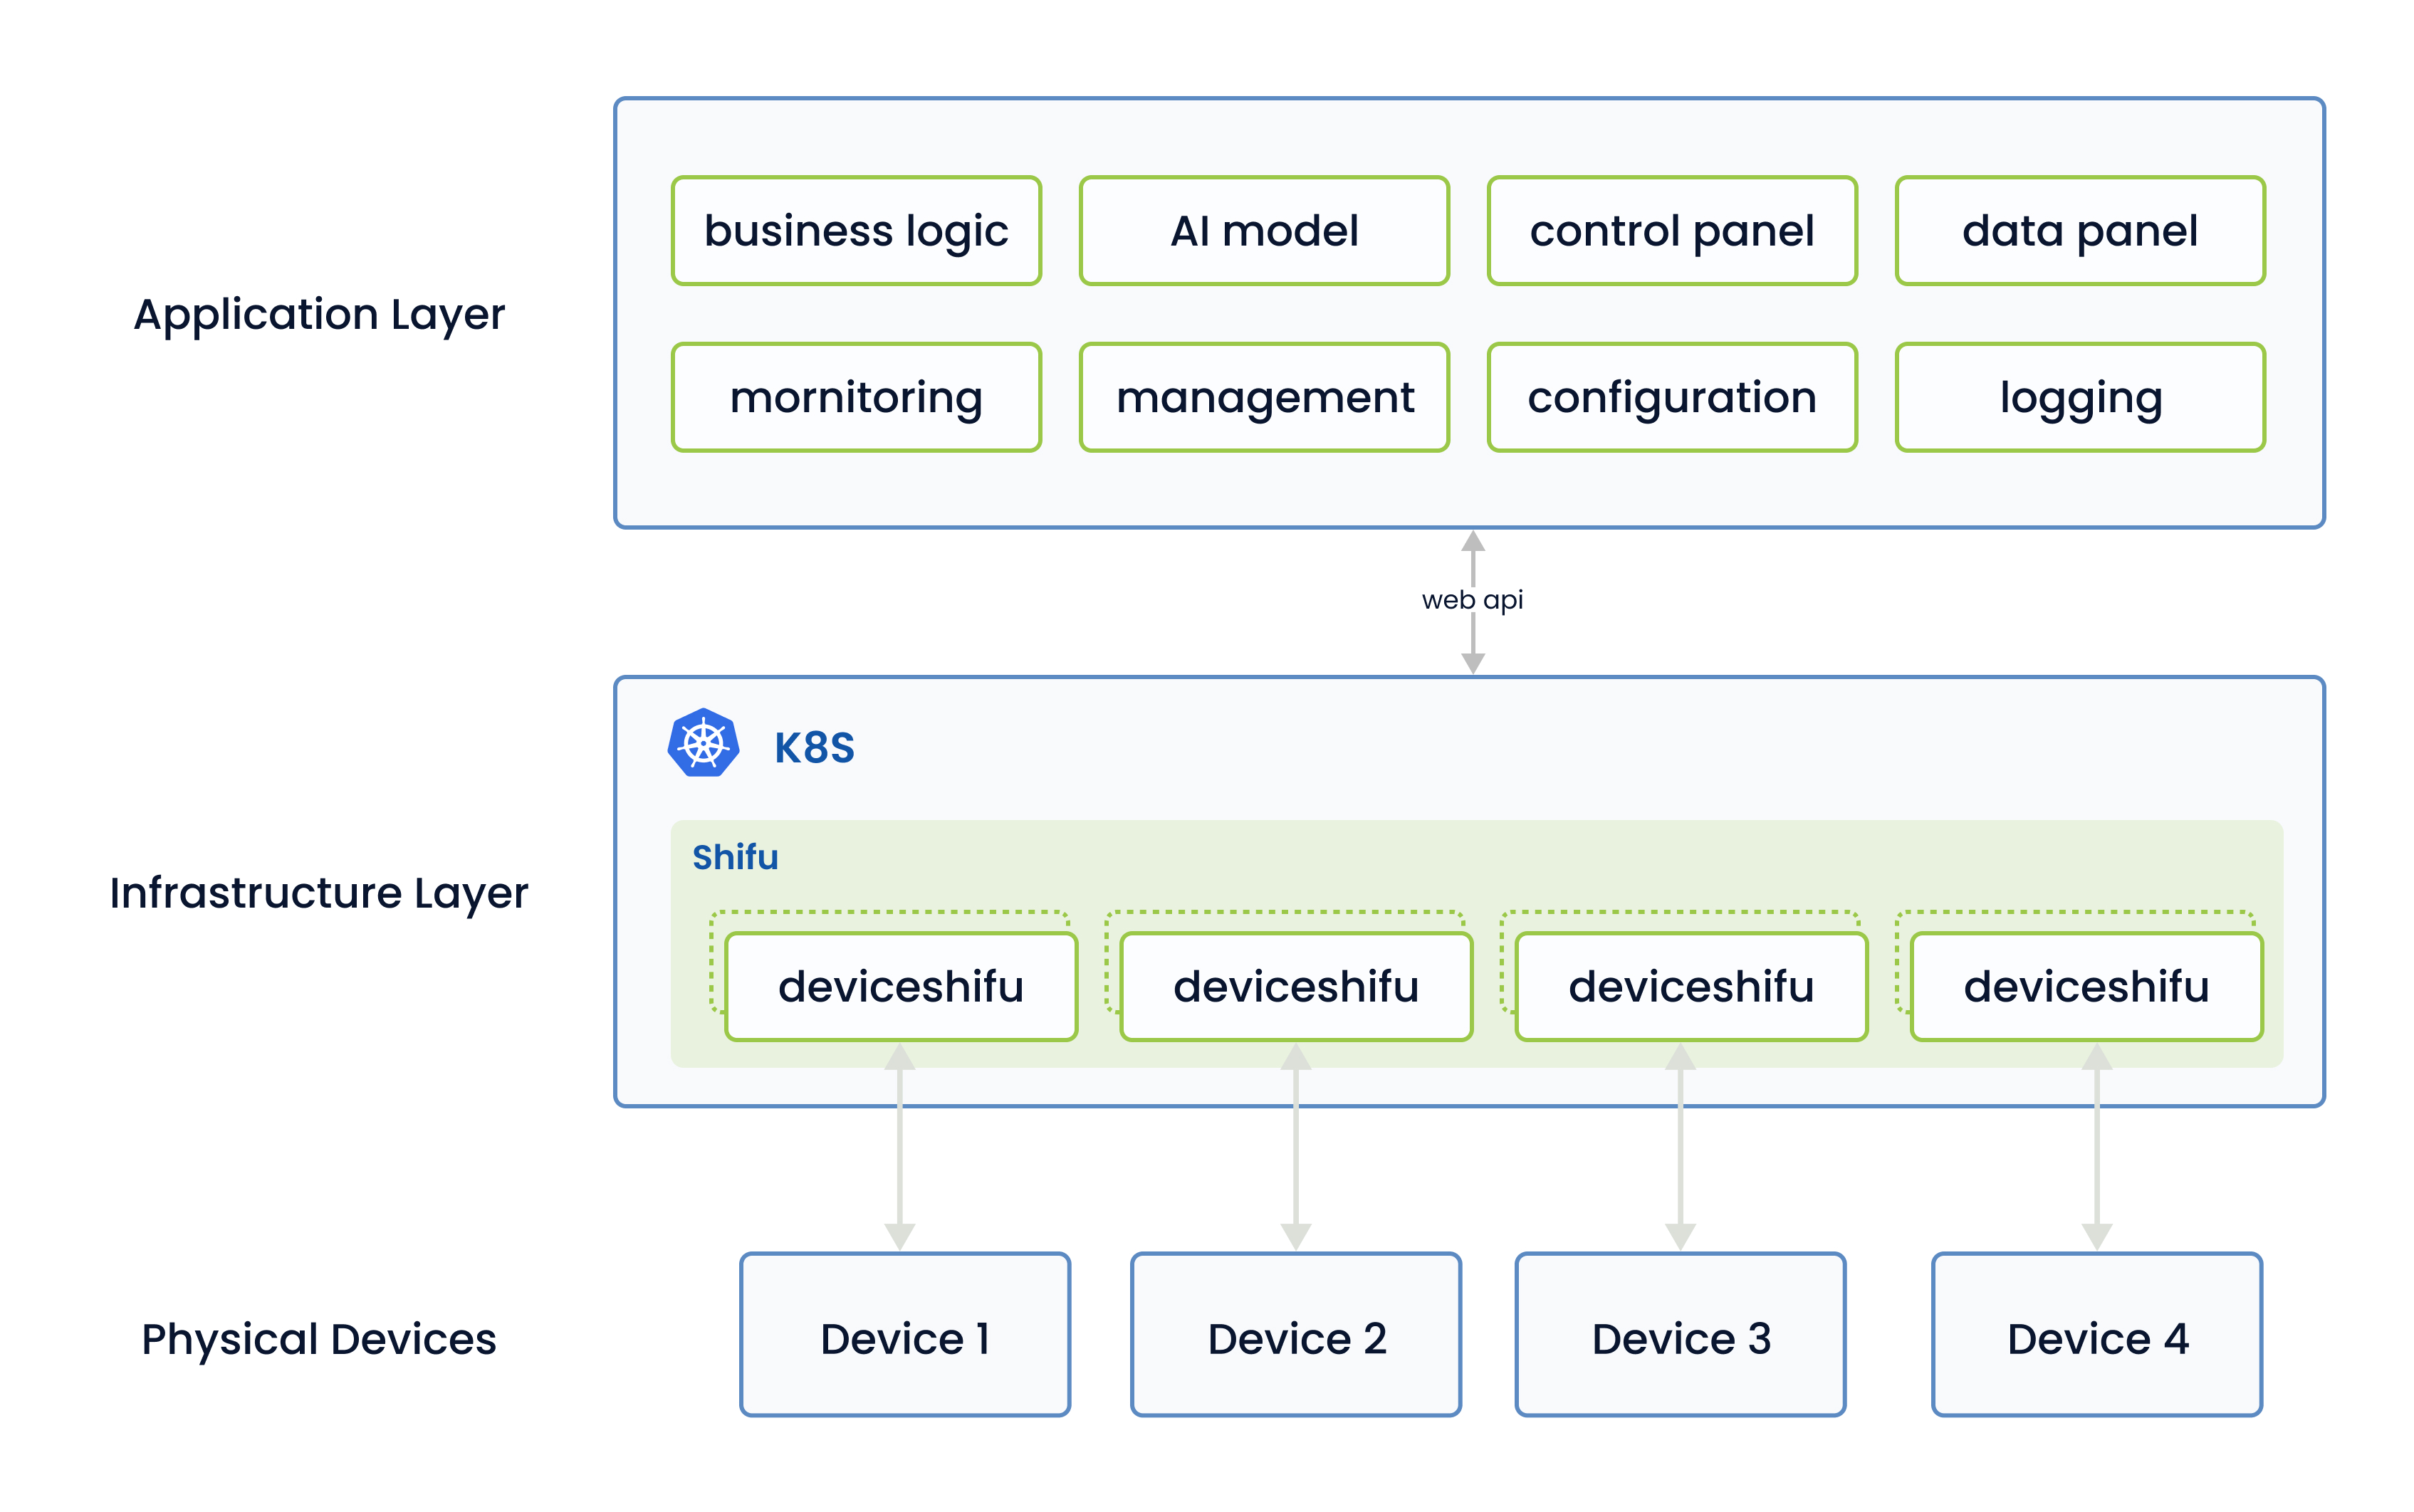 Application Layer
business logic
AI model
control panel
data panel
mornitoring
management
configuration
logging
web api
Infrastructure Layer
K8S
Shifu
deviceshifu
deviceshifu
deviceshifu
deviceshifu
Physical Devices
Device 1
Device 2
Device 3
Device 4